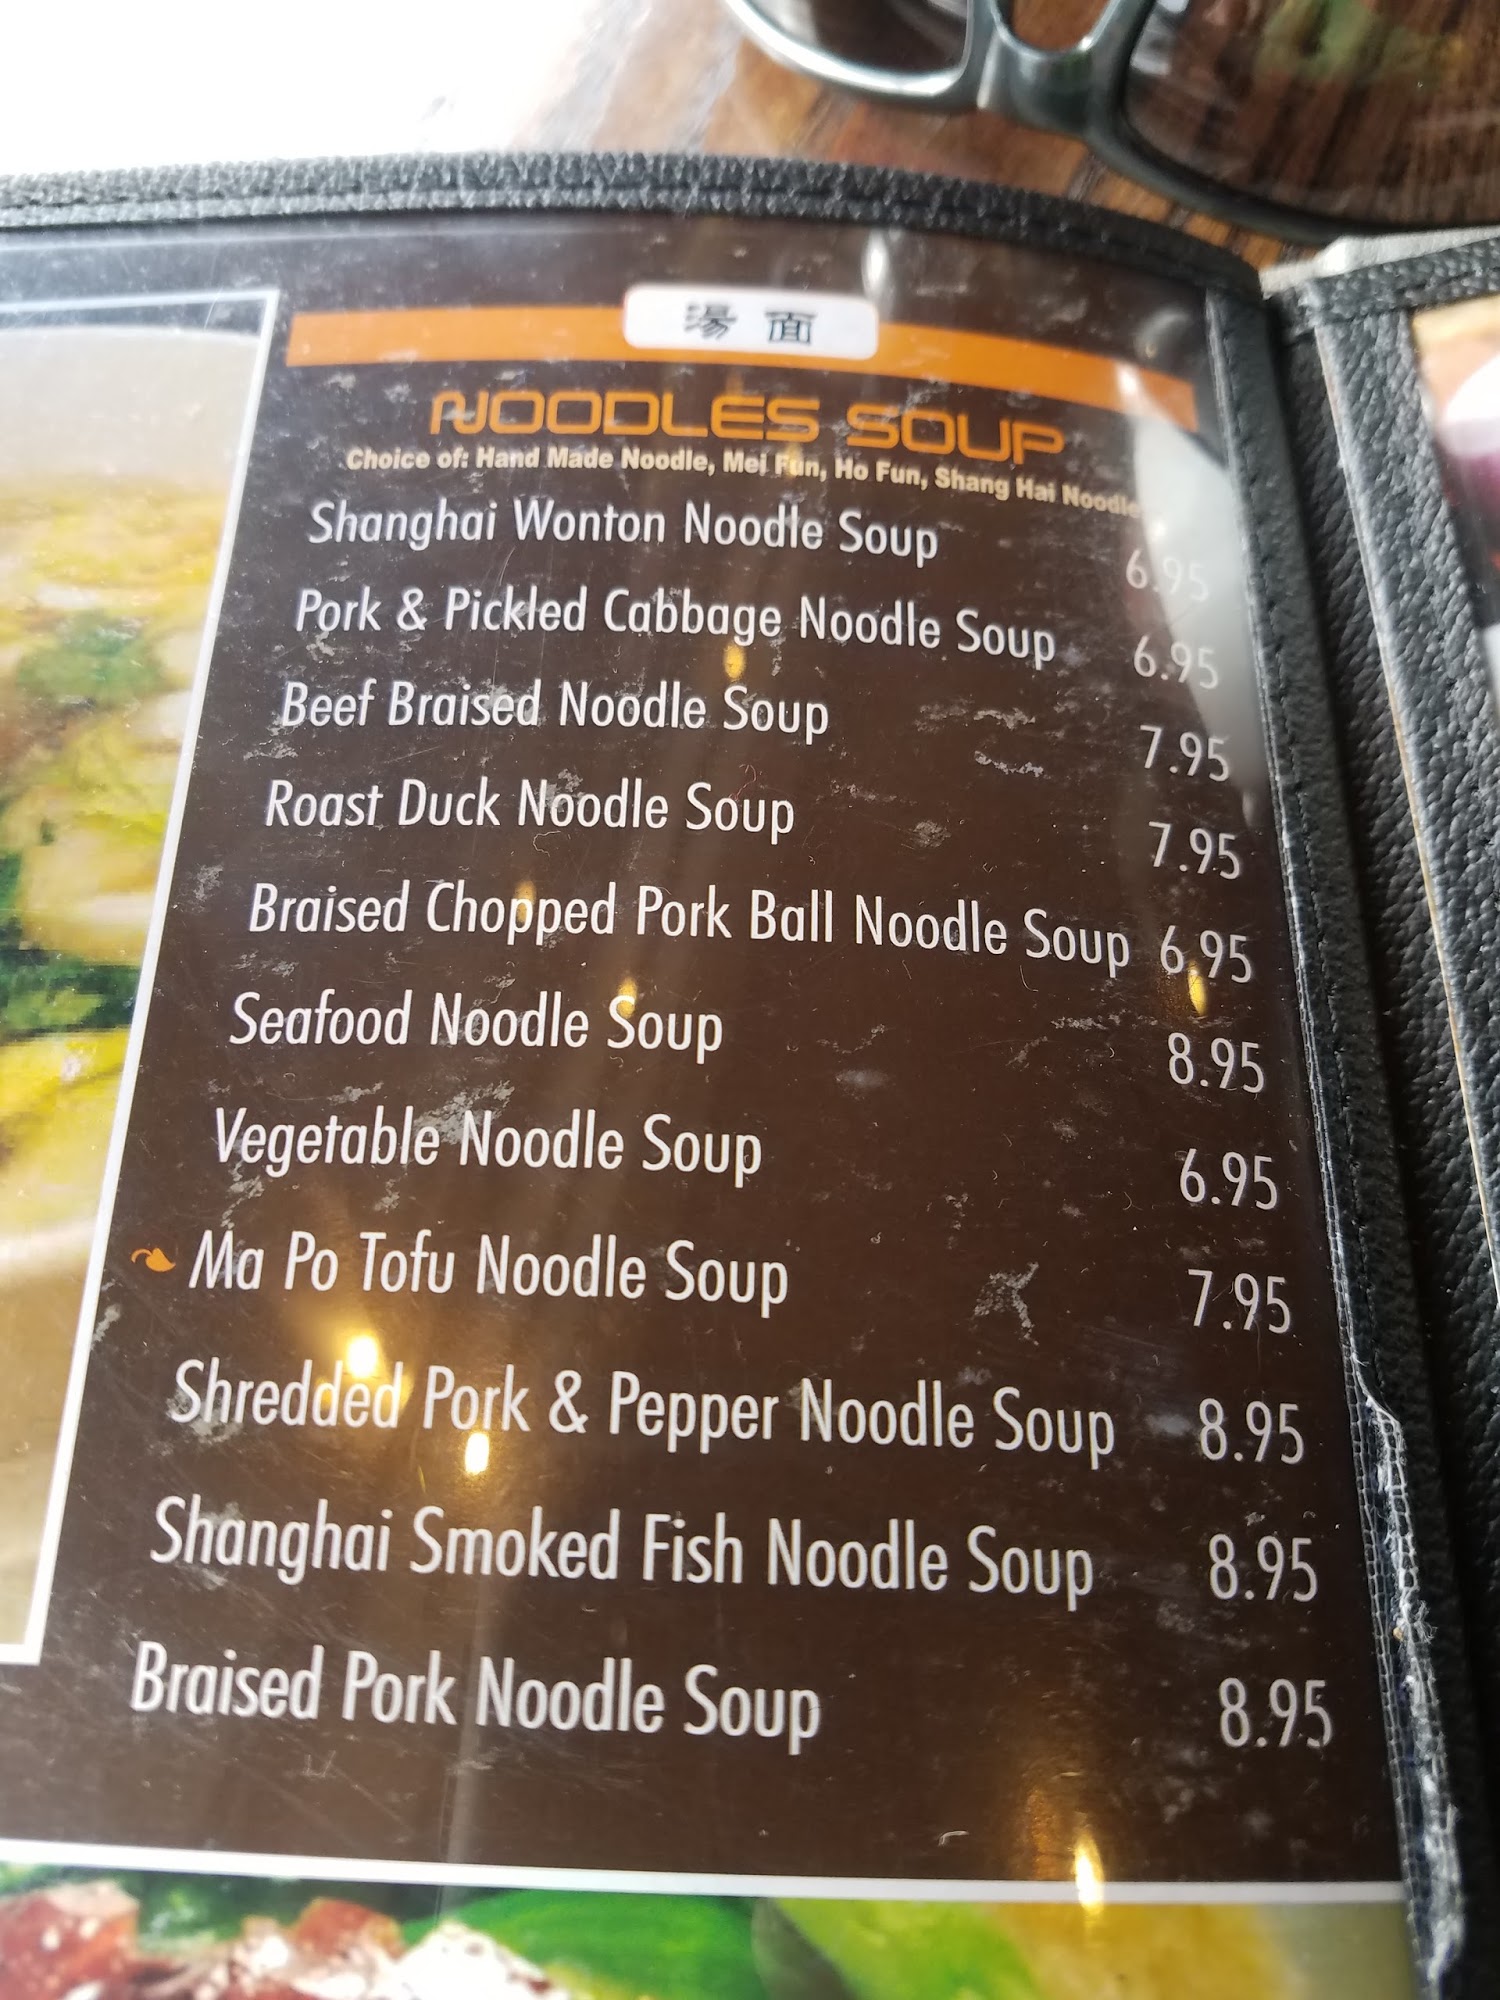 湯 面
NOODLES SOUP
Choice of: Hand Made Noodle, Mei Fun, Ho Fun, Shang Hai Noodle
Shanghai Wonton Noodle Soup 6.95
Pork & Pickled Cabbage Noodle Soup 6.95
Beef Braised Noodle Soup 7.95
Roast Duck Noodle Soup 7.95
Braised Chopped Pork Ball Noodle Soup 6.95
Seafood Noodle Soup 8.95
Vegetable Noodle Soup 6.95
Ma Po Tofu Noodle Soup 7.95
Shredded Pork & Pepper Noodle Soup 8.95
Shanghai Smoked Fish Noodle Soup 8.95
Braised Pork Noodle Soup 8.95